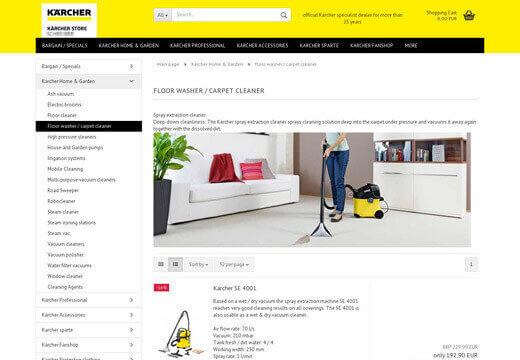 KÄRCHER
KÄRCHER STORE
SCHREIBER
All
official Kärcher specialist dealer for more than
25 years
Shopping Cart
0,00 EUR
BARGAIN / SPECIALS
KÄRCHER HOME & GARDEN
KÄRCHER PROFESSIONAL
KÄRCHER ACCESSORIES
KÄRCHER SPARTE
KÄRCHER FANSHOP
MORE
Main page » Kärcher Home & Garden » Floor washer / carpet cleaner
Bargain / Specials
Kärcher Home & Garden
Ash vacuum
Electric brooms
Floor cleaner
Floor washer / carpet cleaner
High pressure cleaners
House and Garden pumps
Irrigation systems
Mobile Cleaning
Multi-purpose vacuum cleaners
Road Sweeper
Robocleaner
Steam cleaner
Steam ironing stations
Steam vac
Vacuum cleaners
Vacuum polisher
Water filter vacuums
Window cleaner
Cleaning Agents
Kärcher Professional
Kärcher Accessories
Kärcher sparte
Kärcher Fanshop
Kärcher Protective clothing
FLOOR WASHER / CARPET CLEANER
Spray extraction cleaner
Deep-down cleanliness: The Kärcher spray extraction cleaner sprays cleaning solution deep into the carpet under pressure and vacuums it away again
together with the dissolved dirt.
Sort by
32 per page
1
-16%
Kärcher SE 4001
Based on a wet / dry vacuum the spray extraction machine SE 4001
reaches very good cleaning results on all coverings. The SE 4001 is
also usable as a wet & dry vacuum cleaner.
Air flow rate: 70 l/s
Vacuum: 210 mbar
Tank fresh / dirt water: 4 / 4
Working width: 230 mm
Spray rate: 1 l/min
RRP 229,99 EUR
only 192,90 EUR